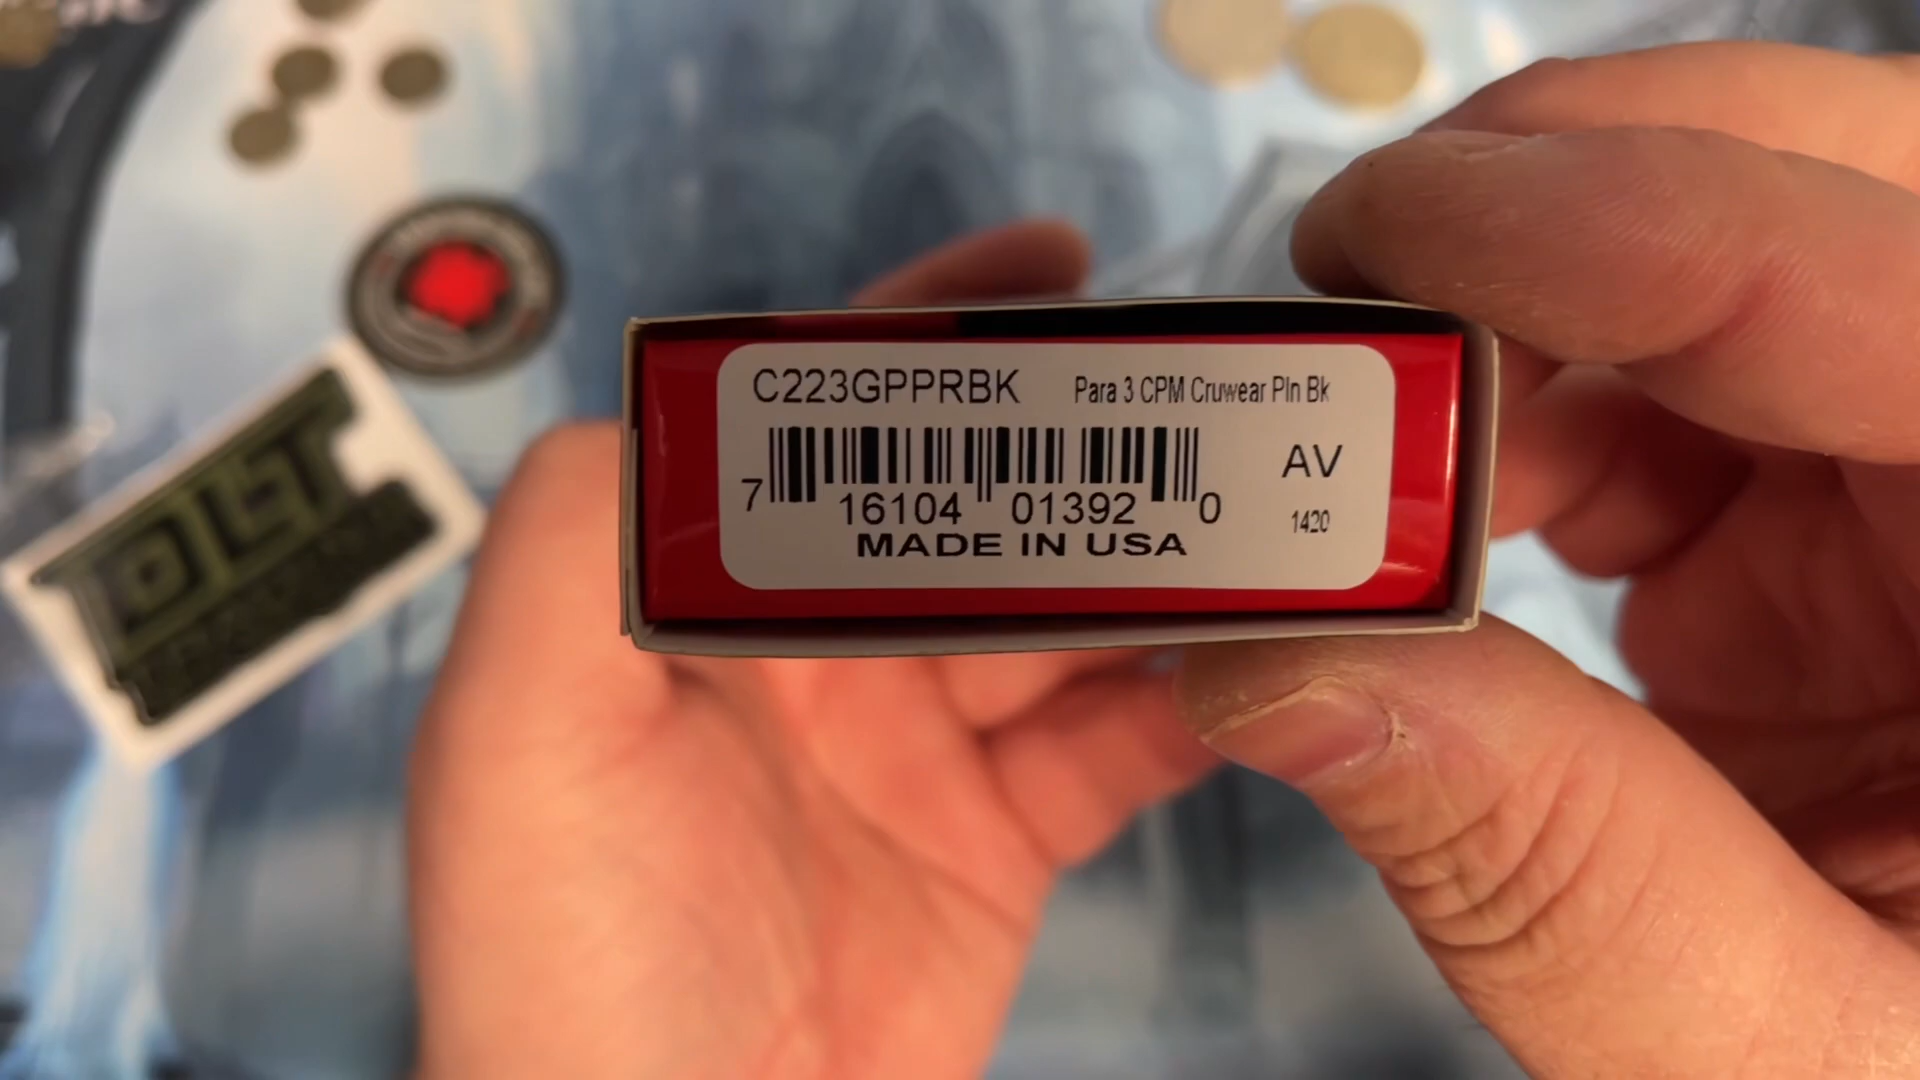 C223GPPRBK Para 3 CPM Cruwear Pln Bk
AV
7 16104 01392 0
1420
MADE IN USA